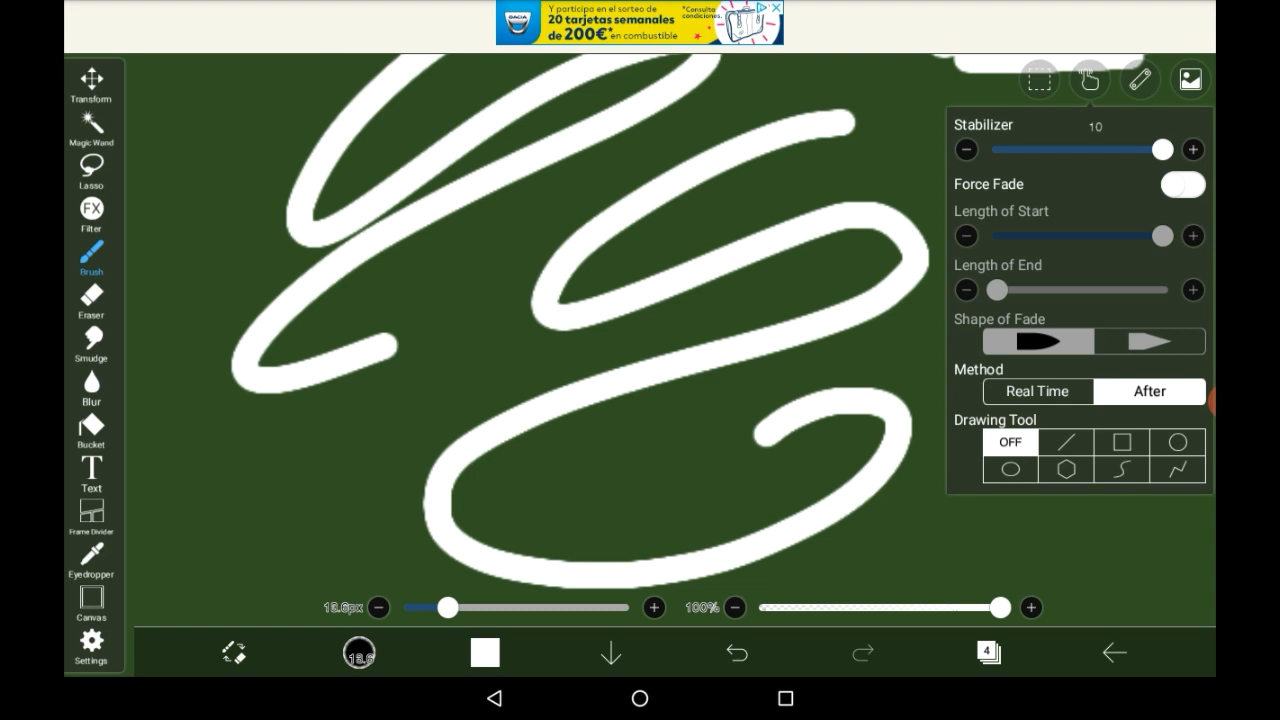 Y participa en el sorteo de
20 tarjetas semanales
de 200€* en combustible
*Consulta
condiciones.
DACIA
Transform
Magic Wand
Lasso
FX
Filter
Brush
Eraser
Smudge
Blur
Bucket
T
Text
Frame Divider
Eyedropper
Canvas
Settings
Stabilizer 10
Force Fade
Length of Start
Length of End
Shape of Fade
Method
Real Time After
Drawing Tool
OFF
13.6px 100%
13.6
4